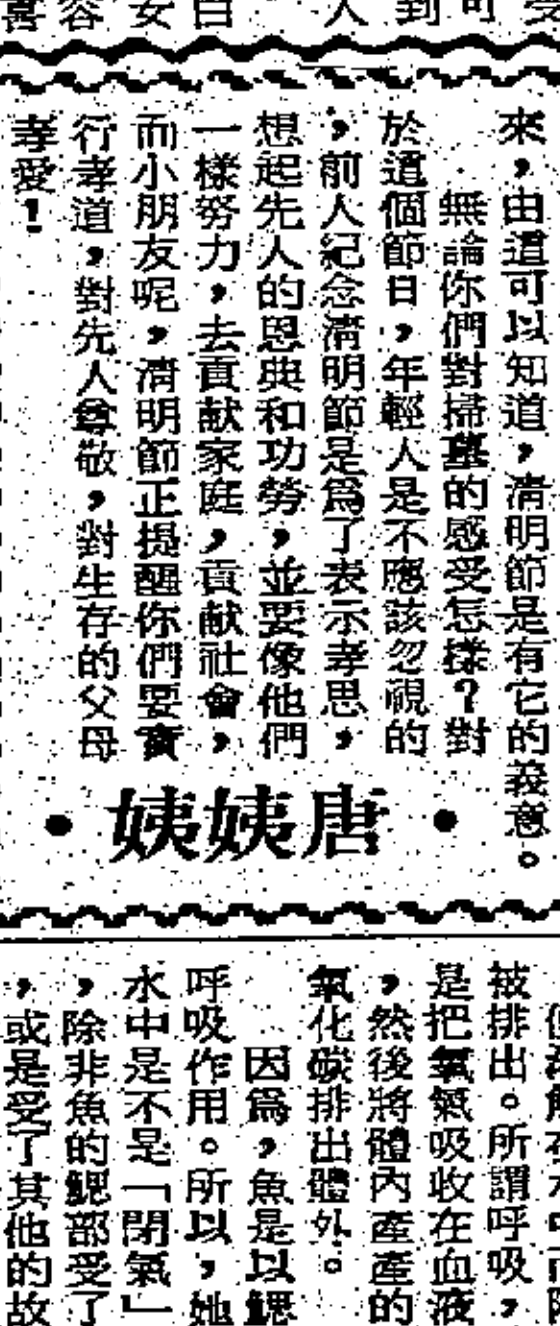 來，由這可以知道，清明節是有它的義意。
無論你們對掃墓的感受怎樣？對
於這個節日，年輕人是不應該忽視的
，前人紀念清明節是爲了表示孝思，
想起先人的恩典和功勞，並要像他們
一樣努力，去貢献家庭，貢献社會，
而小朋友呢，清明節正提醒你們要實
行孝道，對先人尊敬，對生存的父母
孝愛！
• 唐姨姨 •
被排出。所謂呼吸，
是把氧氣吸收在血液
，然後將體內產產的
氧化碳排出體外。
因爲，魚是以鰓
呼吸作用。所以，她
水中是不是「閉氣」
，除非魚的鰓部受了
，或是受了其他的故